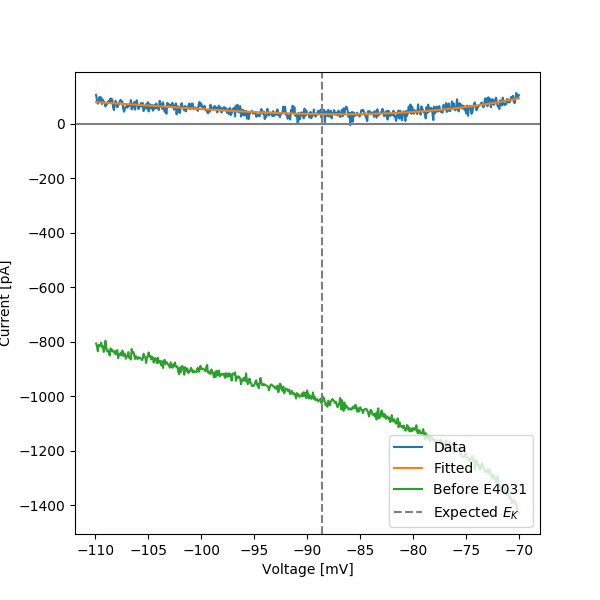 0
−200
−400
−600
−800
−1000
−1200
−1400
Current [pA]
−110
−105
−100
−95
−90
−85
−80
−75
−70
Voltage [mV]
Data
Fitted
Before E4031
Expected E_K